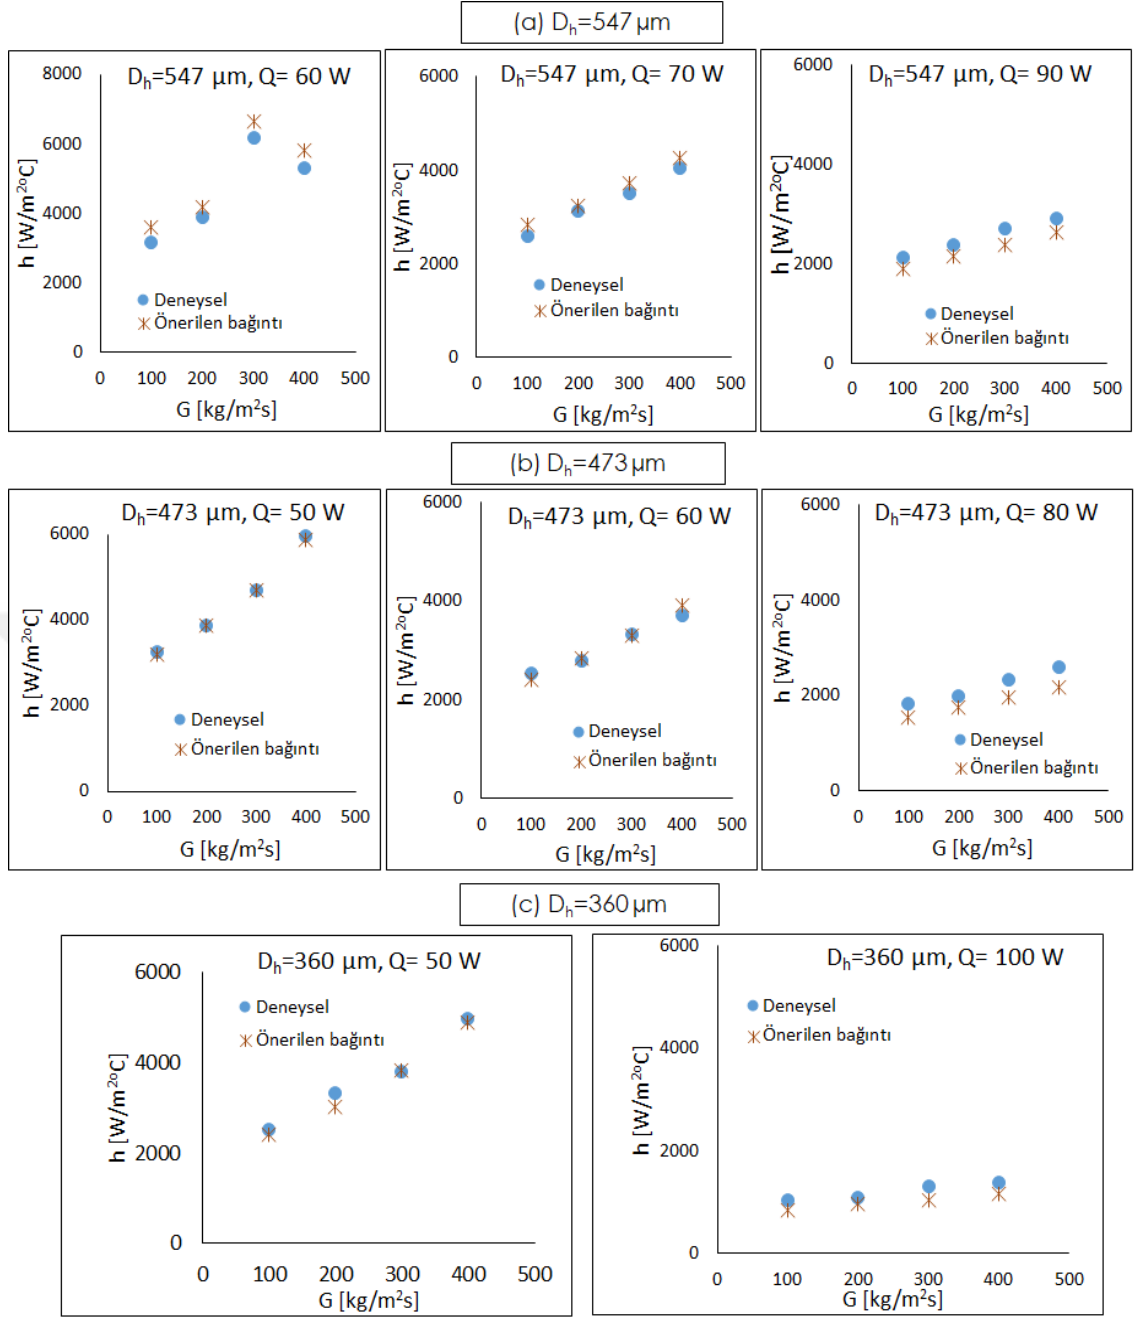 (a) Dₕ=547 µm
Dₕ=547 µm, Q= 60 W
h [W/m²⁰C]
8000
6000
4000
2000
0
Deneysel
Önerilen bağıntı
0 100 200 300 400 500
G [kg/m²s]
Dₕ=547 µm, Q= 70 W
h [W/m²⁰C]
6000
4000
2000
0
Deneysel
Önerilen bağıntı
0 100 200 300 400 500
G [kg/m²s]
Dₕ=547 µm, Q= 90 W
h [W/m²⁰C]
6000
4000
2000
0
Deneysel
Önerilen bağıntı
0 100 200 300 400 500
G [kg/m²s]
(b) Dₕ=473 µm
Dₕ=473 µm, Q= 50 W
h [W/m²⁰C]
6000
4000
2000
0
Deneysel
Önerilen bağıntı
0 100 200 300 400 500
G [kg/m²s]
Dₕ=473 µm, Q= 60 W
h [W/m²⁰C]
6000
4000
2000
0
Deneysel
Önerilen bağıntı
0 100 200 300 400 500
G [kg/m²s]
Dₕ=473 µm, Q= 80 W
h [W/m²⁰C]
6000
4000
2000
0
Deneysel
Önerilen bağıntı
0 100 200 300 400 500
G [kg/m²s]
(c) Dₕ=360 µm
Dₕ=360 µm, Q= 50 W
h [W/m²⁰C]
6000
4000
2000
0
Deneysel
Önerilen bağıntı
0 100 200 300 400 500
G [kg/m²s]
Dₕ=360 µm, Q= 100 W
h [W/m²⁰C]
6000
4000
2000
0
Deneysel
Önerilen bağıntı
0 100 200 300 400 500
G [kg/m²s]